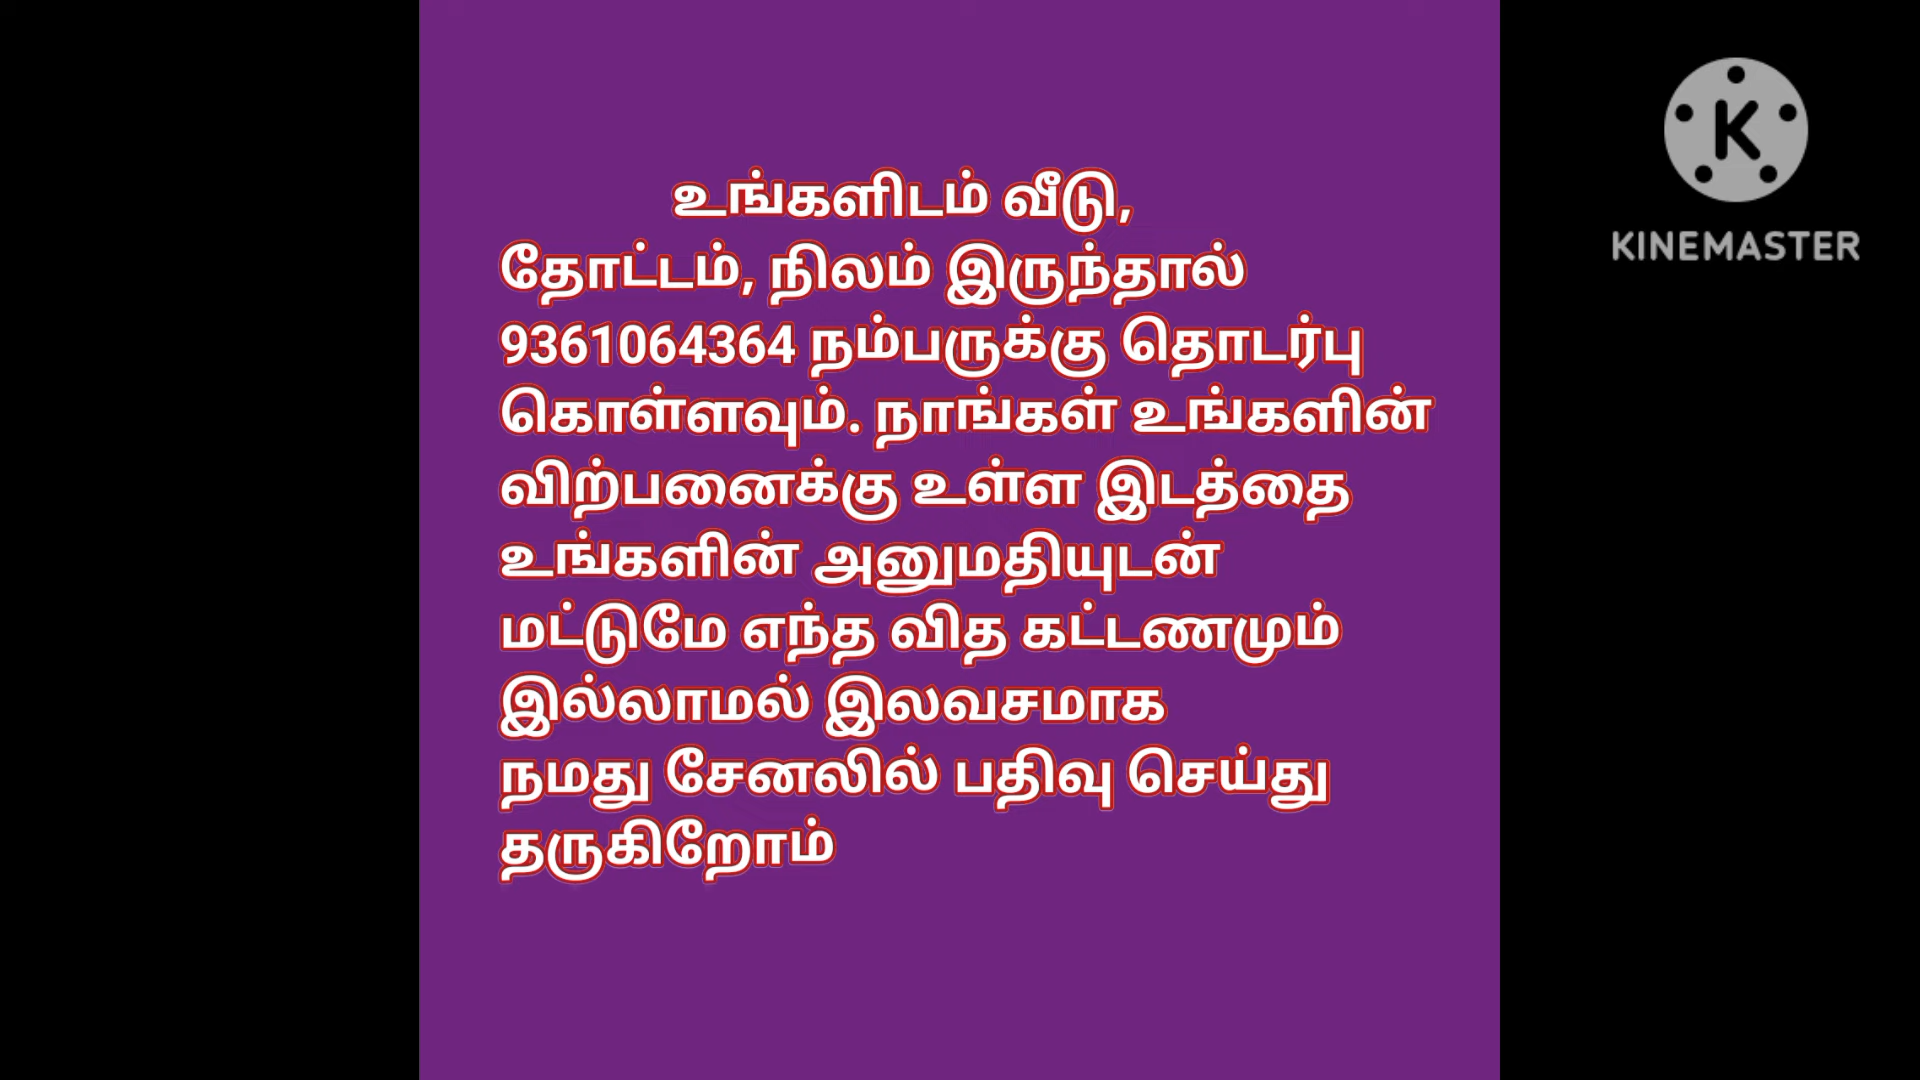 உங்களிடம் வீடு,
தோட்டம், நிலம் இருந்தால்
9361064364 நம்பருக்கு தொடர்பு
கொள்ளவும். நாங்கள் உங்களின்
விற்பனைக்கு உள்ள இடத்தை
உங்களின் அனுமதியுடன்
மட்டுமே எந்த வித கட்டணமும்
இல்லாமல் இலவசமாக
நமது சேனலில் பதிவு செய்து
தருகிறோம்
K
KINEMASTER